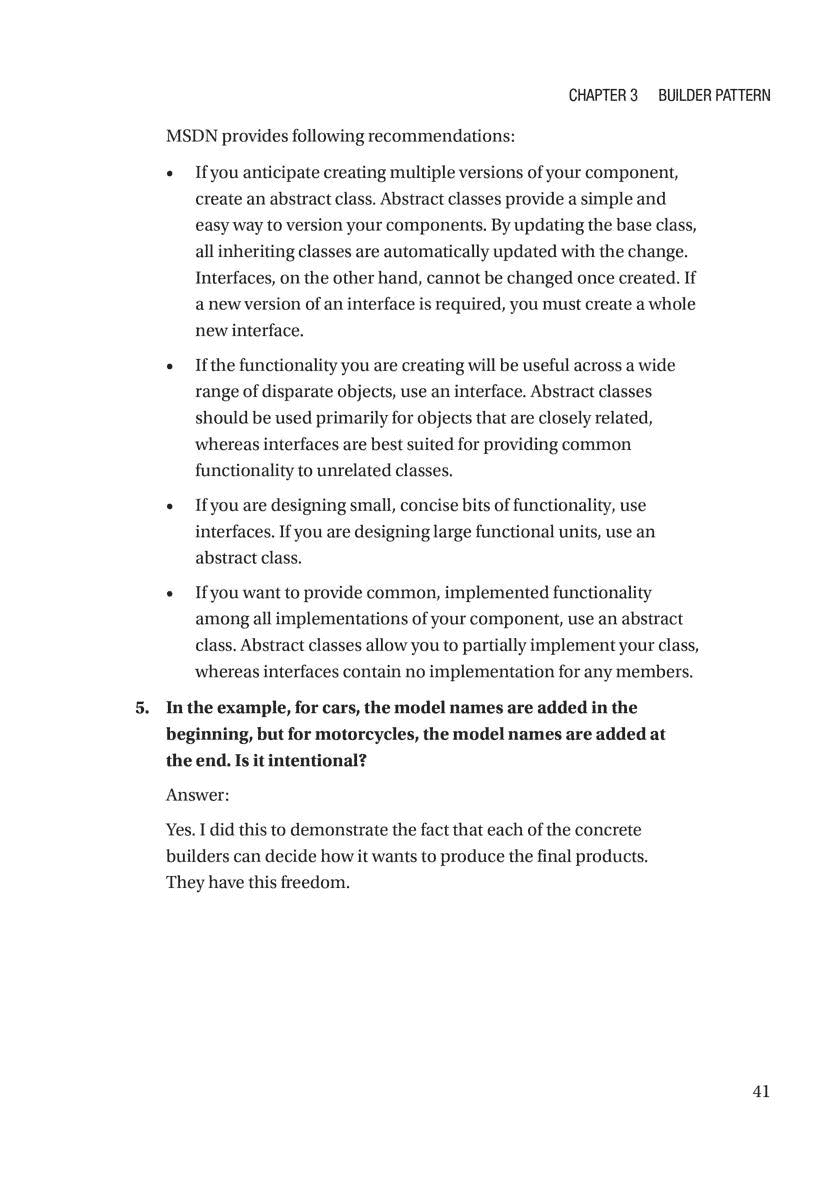 CHAPTER 3 BUILDER PATTERN
MSDN provides following recommendations:
• If you anticipate creating multiple versions of your component,
create an abstract class. Abstract classes provide a simple and
easy way to version your components. By updating the base class,
all inheriting classes are automatically updated with the change.
Interfaces, on the other hand, cannot be changed once created. If
a new version of an interface is required, you must create a whole
new interface.
• If the functionality you are creating will be useful across a wide
range of disparate objects, use an interface. Abstract classes
should be used primarily for objects that are closely related,
whereas interfaces are best suited for providing common
functionality to unrelated classes.
• If you are designing small, concise bits of functionality, use
interfaces. If you are designing large functional units, use an
abstract class.
• If you want to provide common, implemented functionality
among all implementations of your component, use an abstract
class. Abstract classes allow you to partially implement your class,
whereas interfaces contain no implementation for any members.
5. In the example, for cars, the model names are added in the
beginning, but for motorcycles, the model names are added at
the end. Is it intentional?
Answer:
Yes. I did this to demonstrate the fact that each of the concrete
builders can decide how it wants to produce the final products.
They have this freedom.
41